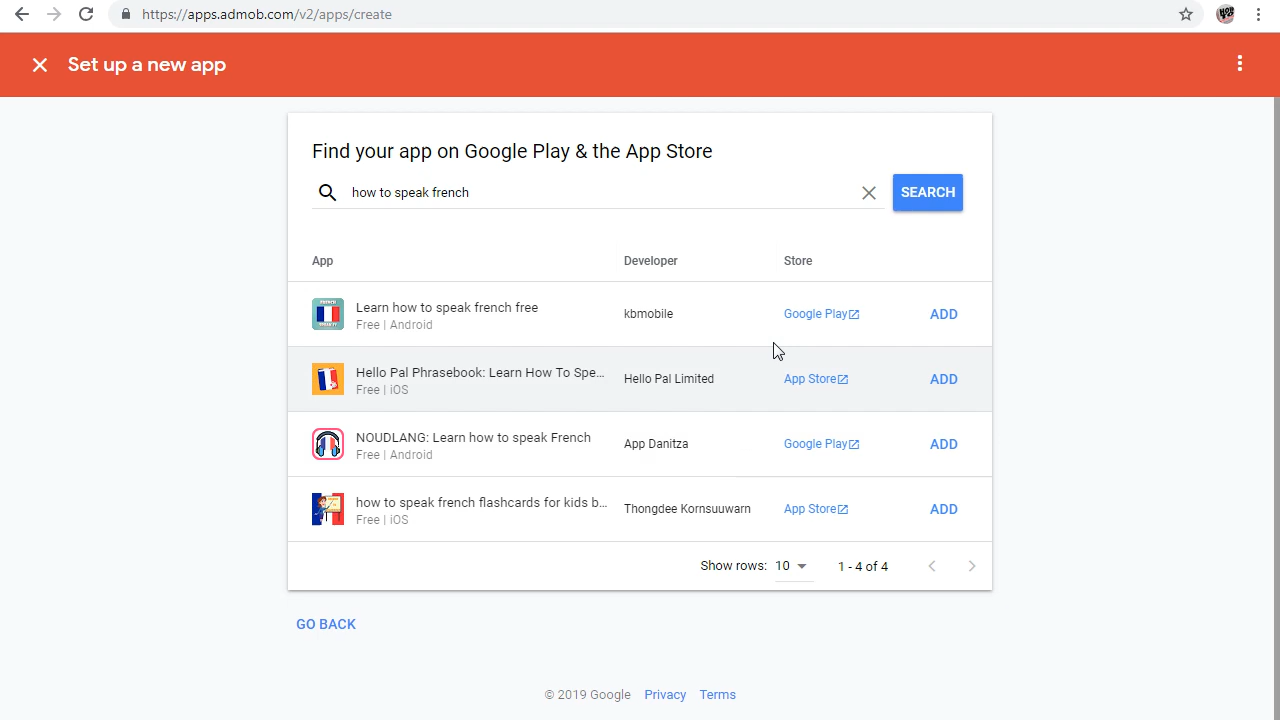 https://apps.admob.com/v2/apps/create
Set up a new app
Find your app on Google Play & the App Store
how to speak french
SEARCH
App Developer Store
Learn how to speak french free
Free | Android
kbmobile
Google Play
ADD
Hello Pal Phrasebook: Learn How To Spe...
Free | iOS
Hello Pal Limited
App Store
ADD
NOUDLANG: Learn how to speak French
Free | Android
App Danitza
Google Play
ADD
how to speak french flashcards for kids b...
Free | iOS
Thongdee Kornsuuwarn
App Store
ADD
Show rows: 10 1 - 4 of 4
GO BACK
© 2019 Google Privacy Terms